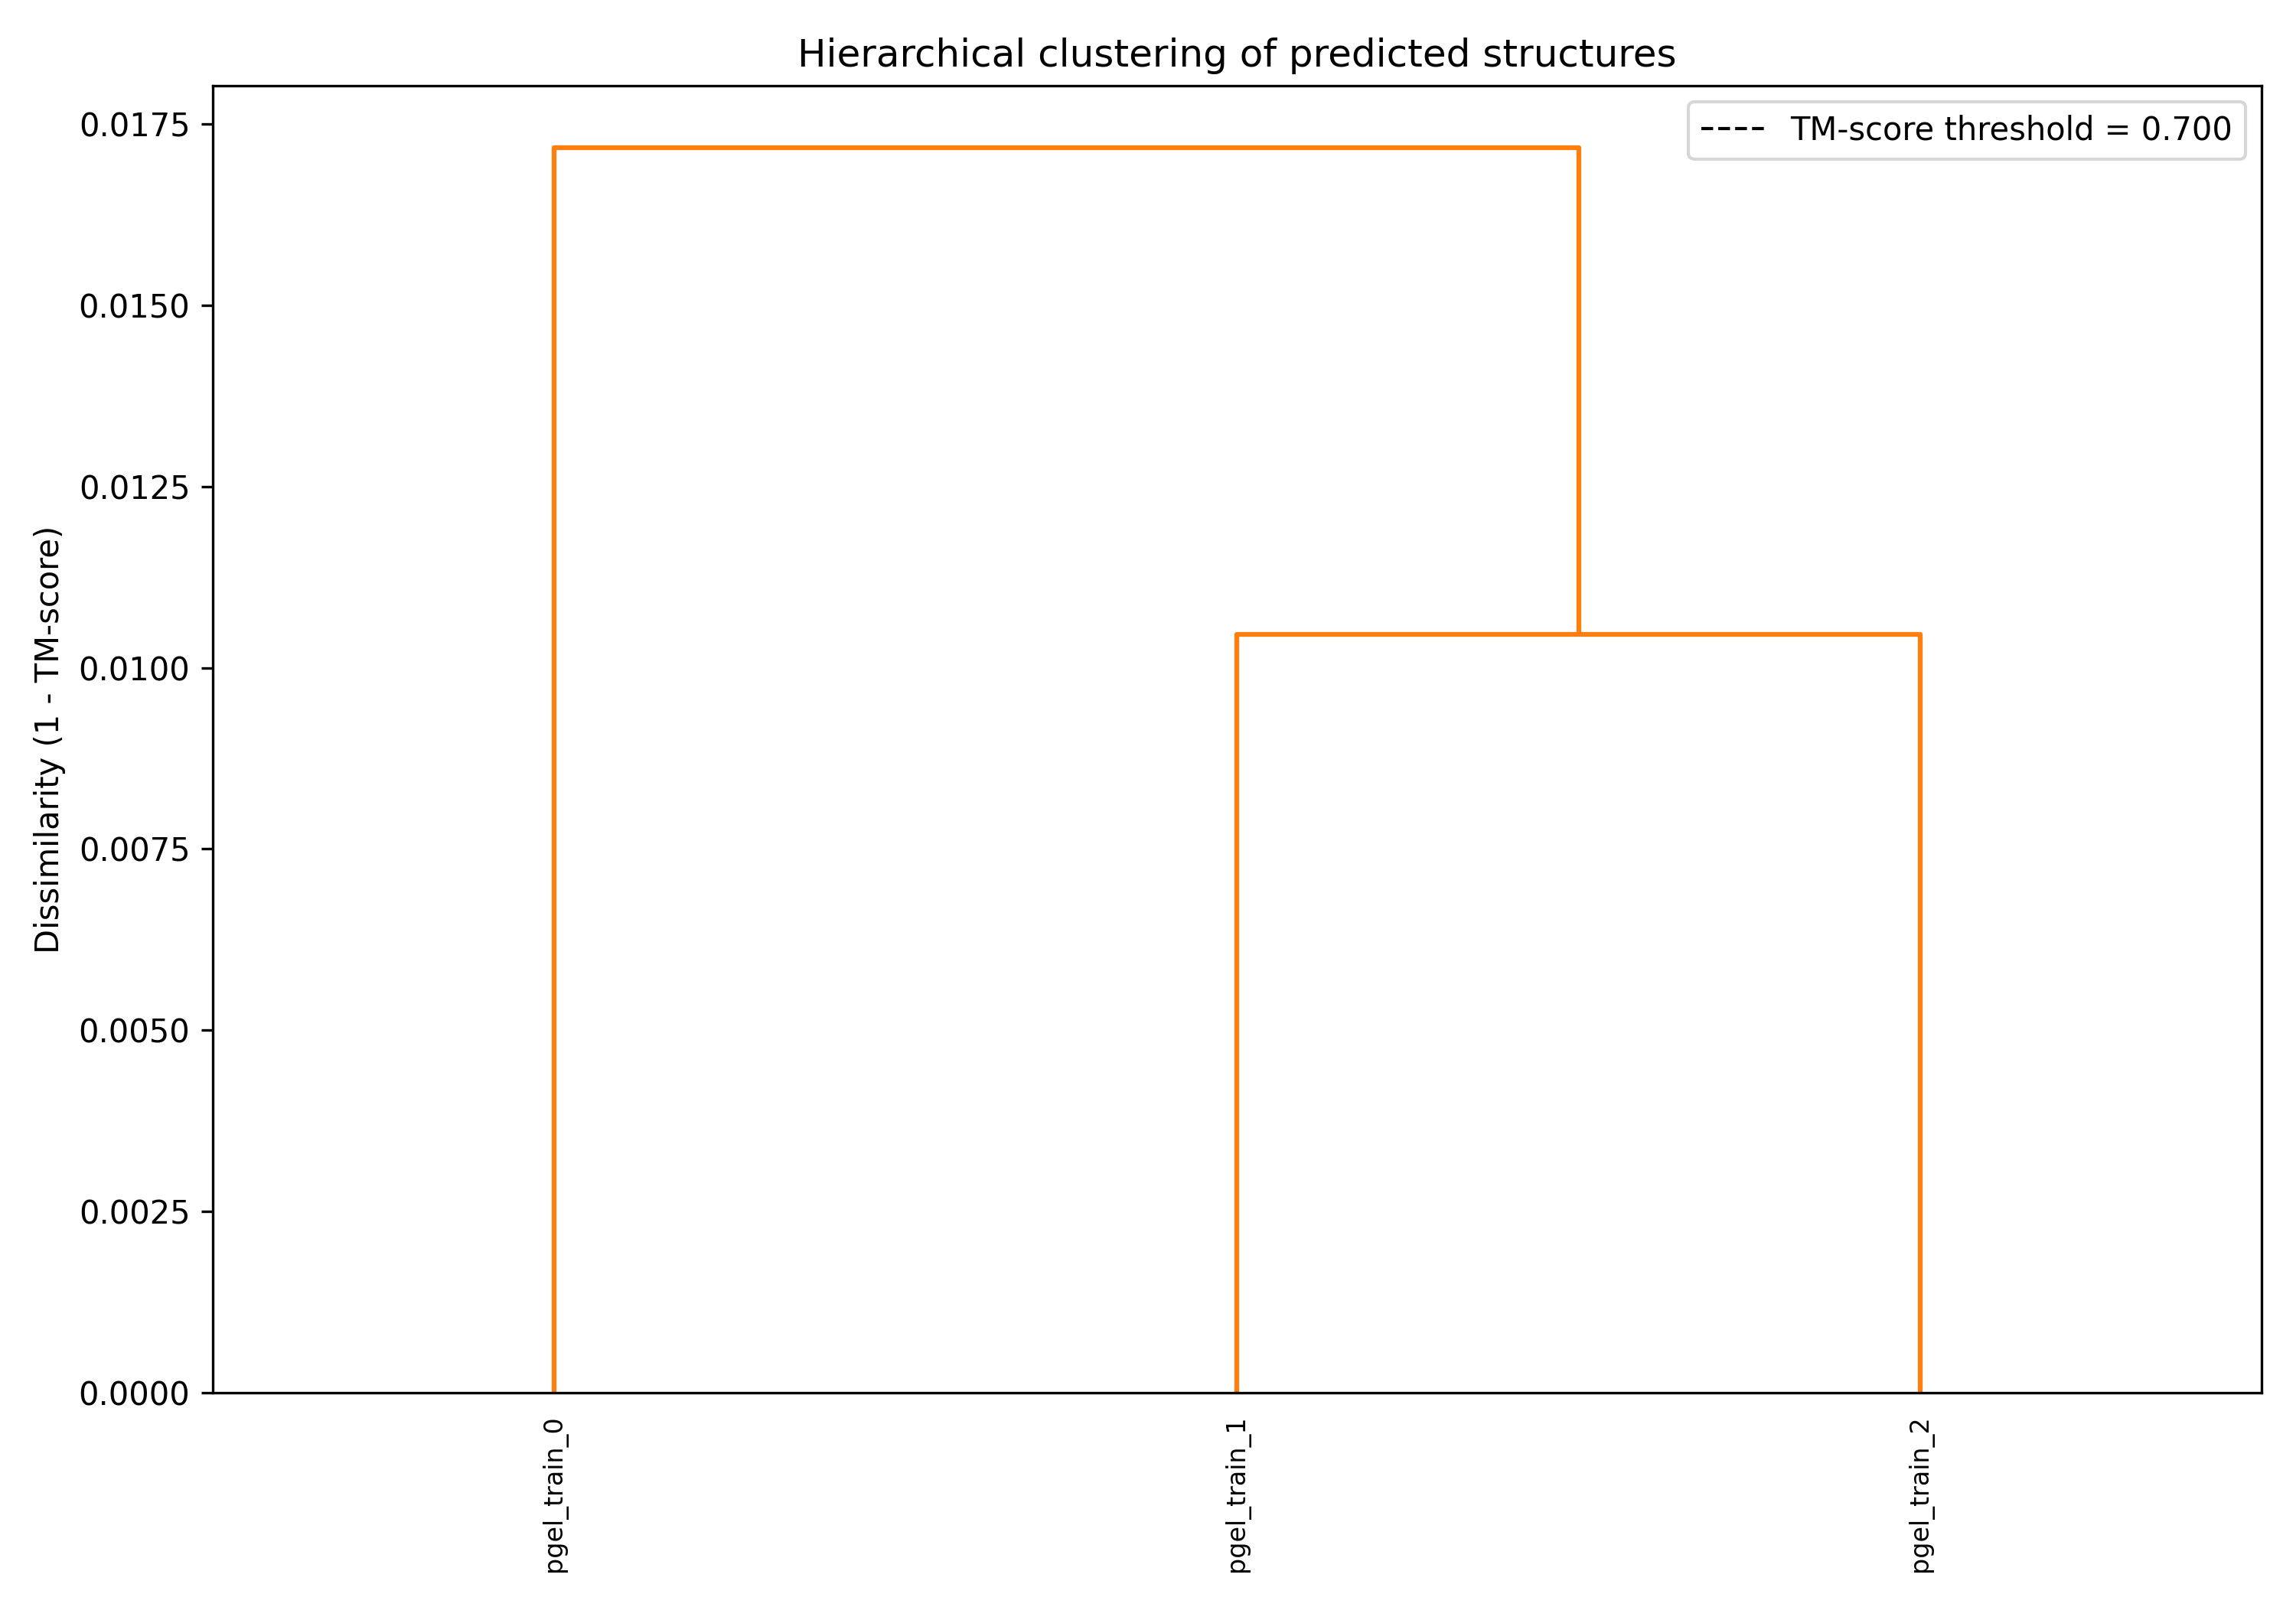 Hierarchical clustering of predicted structures
TM-score threshold = 0.700
Dissimilarity (1 - TM-score)
0.0175
0.0150
0.0125
0.0100
0.0075
0.0050
0.0025
0.0000
pgel_train_0
pgel_train_1
pgel_train_2